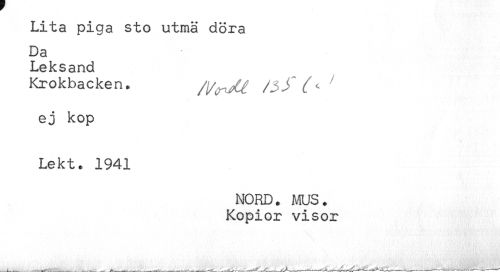 Lita piga sto utmä döra
Da
Leksand
Krokbacken.
Nordl 135
ej kop
Lekt. 1941
NORD. MUS.
Kopior visor